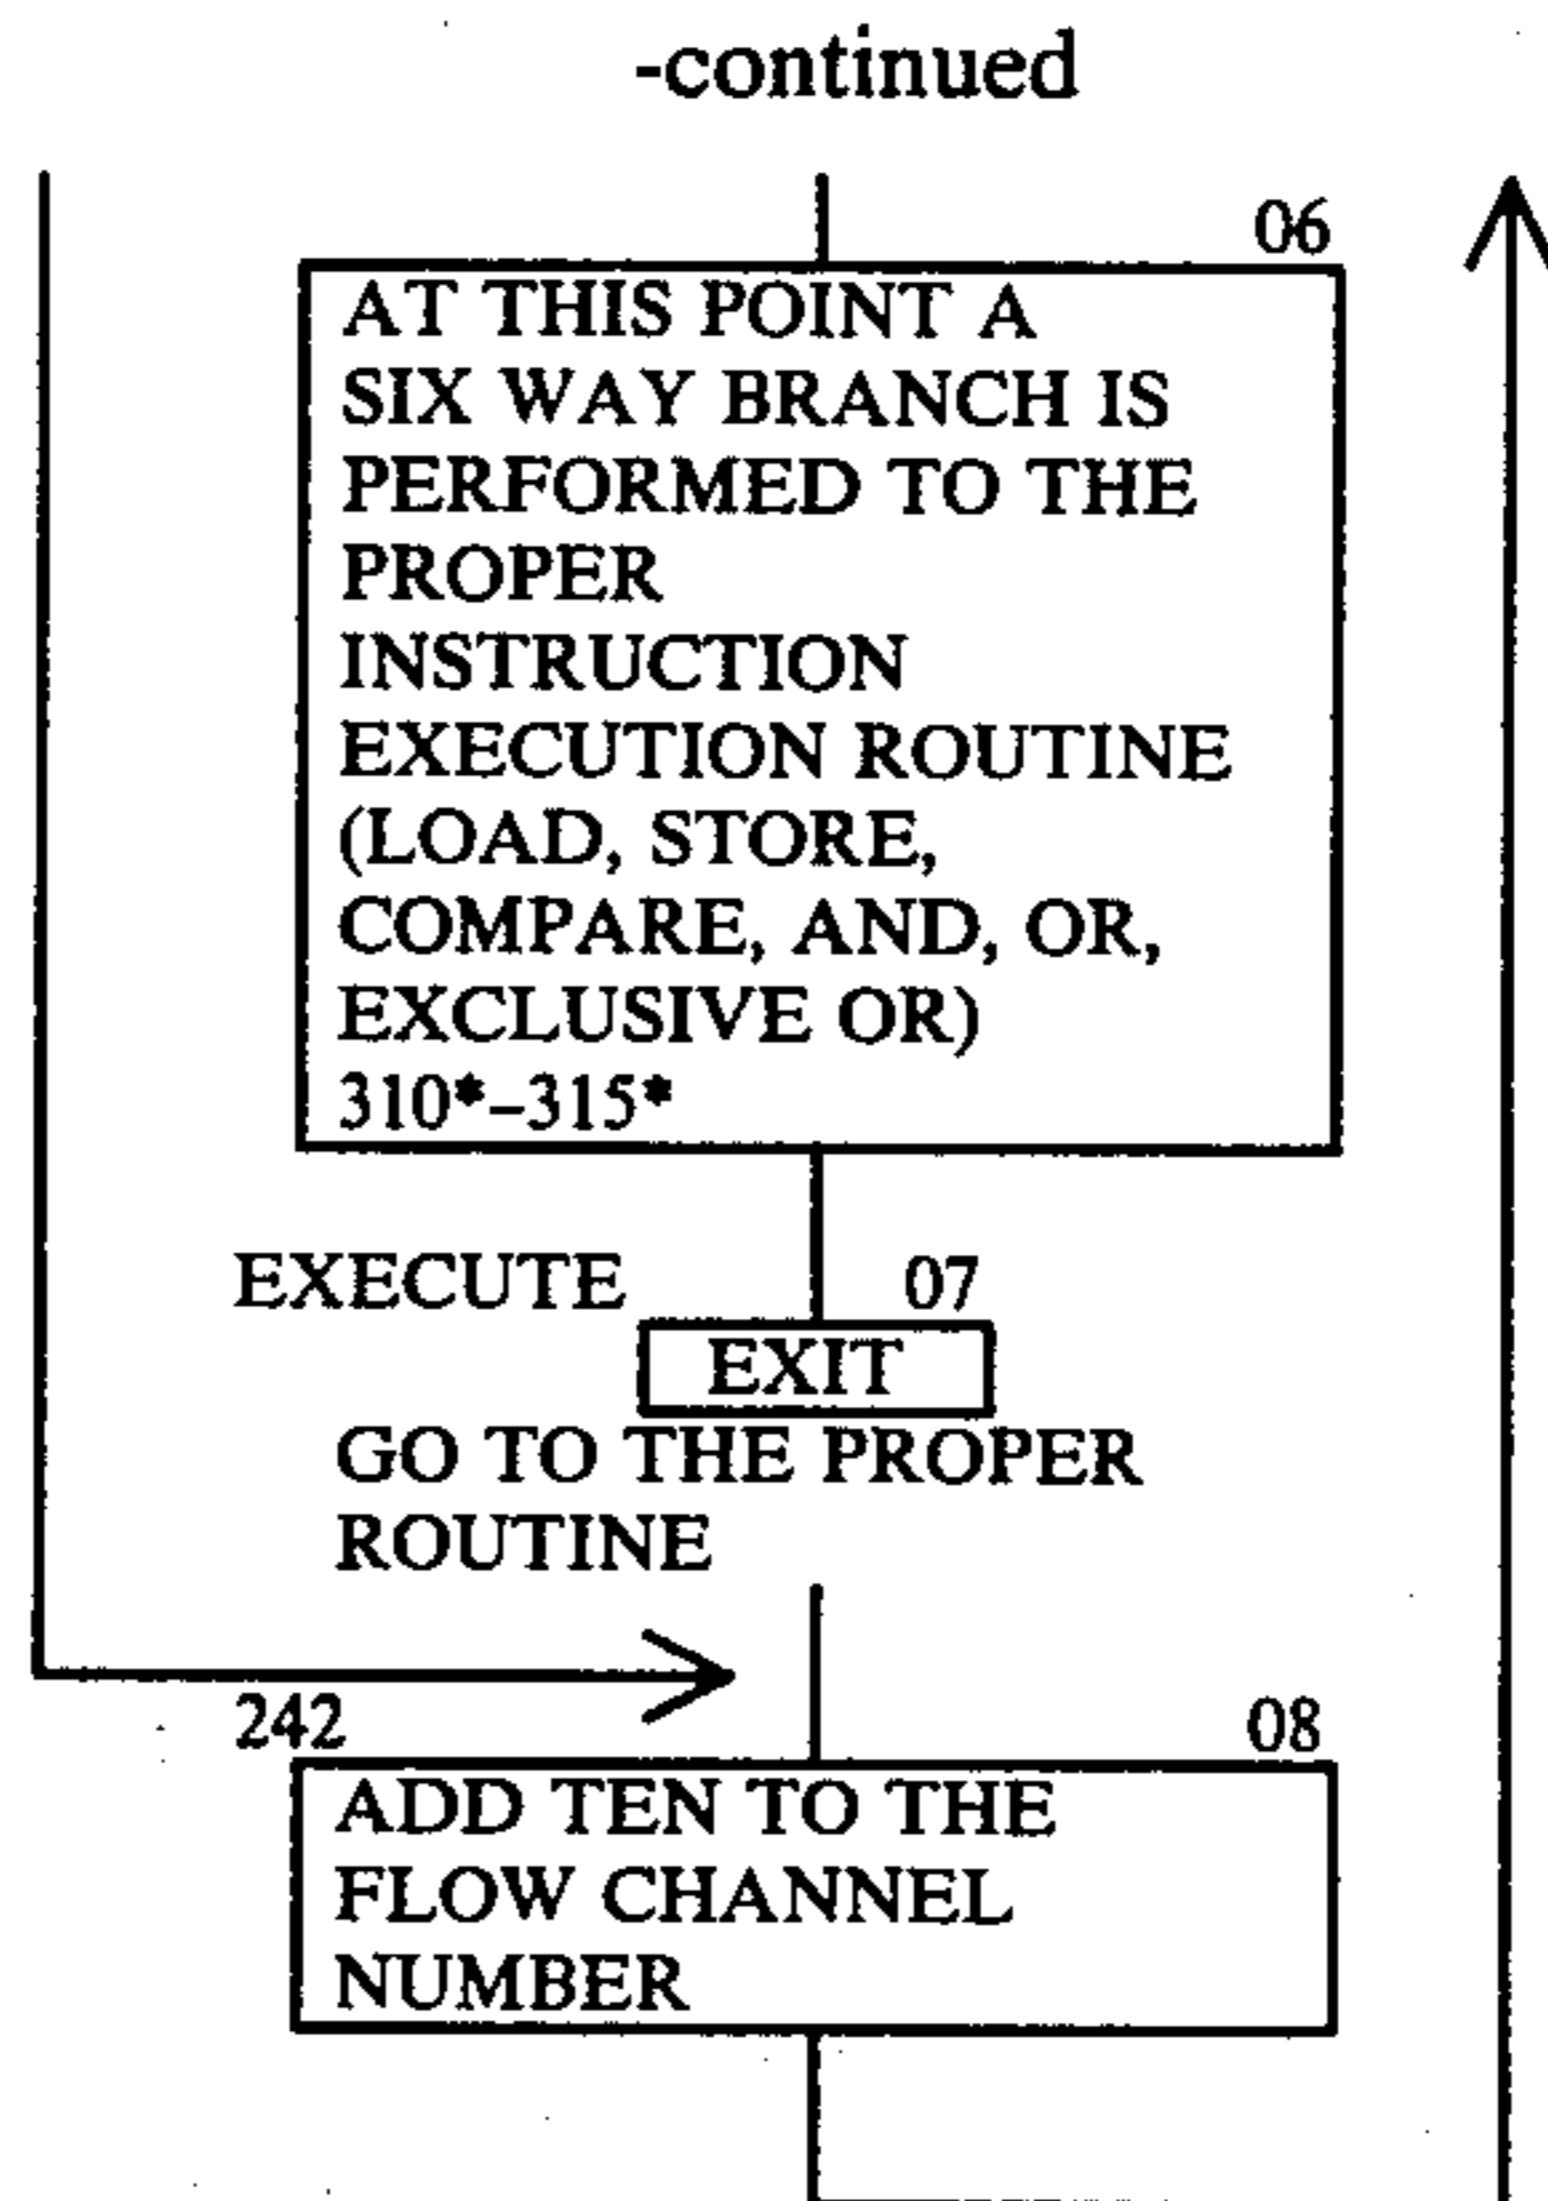 -continued
06
AT THIS POINT A
SIX WAY BRANCH IS
PERFORMED TO THE
PROPER
INSTRUCTION
EXECUTION ROUTINE
(LOAD, STORE,
COMPARE, AND, OR,
EXCLUSIVE OR)
310*–315*
EXECUTE 07
EXIT
GO TO THE PROPER
ROUTINE
242 08
ADD TEN TO THE
FLOW CHANNEL
NUMBER